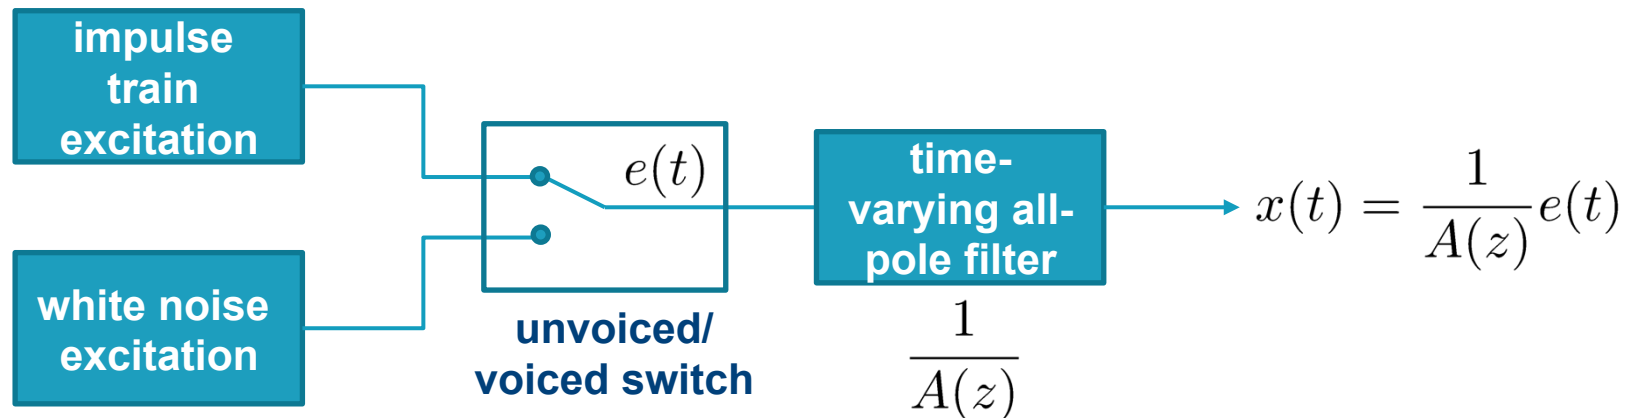 impulse
train
excitation
white noise
excitation
e(t)
unvoiced/
voiced switch
time-
varying all-
pole filter
1
A(z)
x(t) = 1/A(z) e(t)